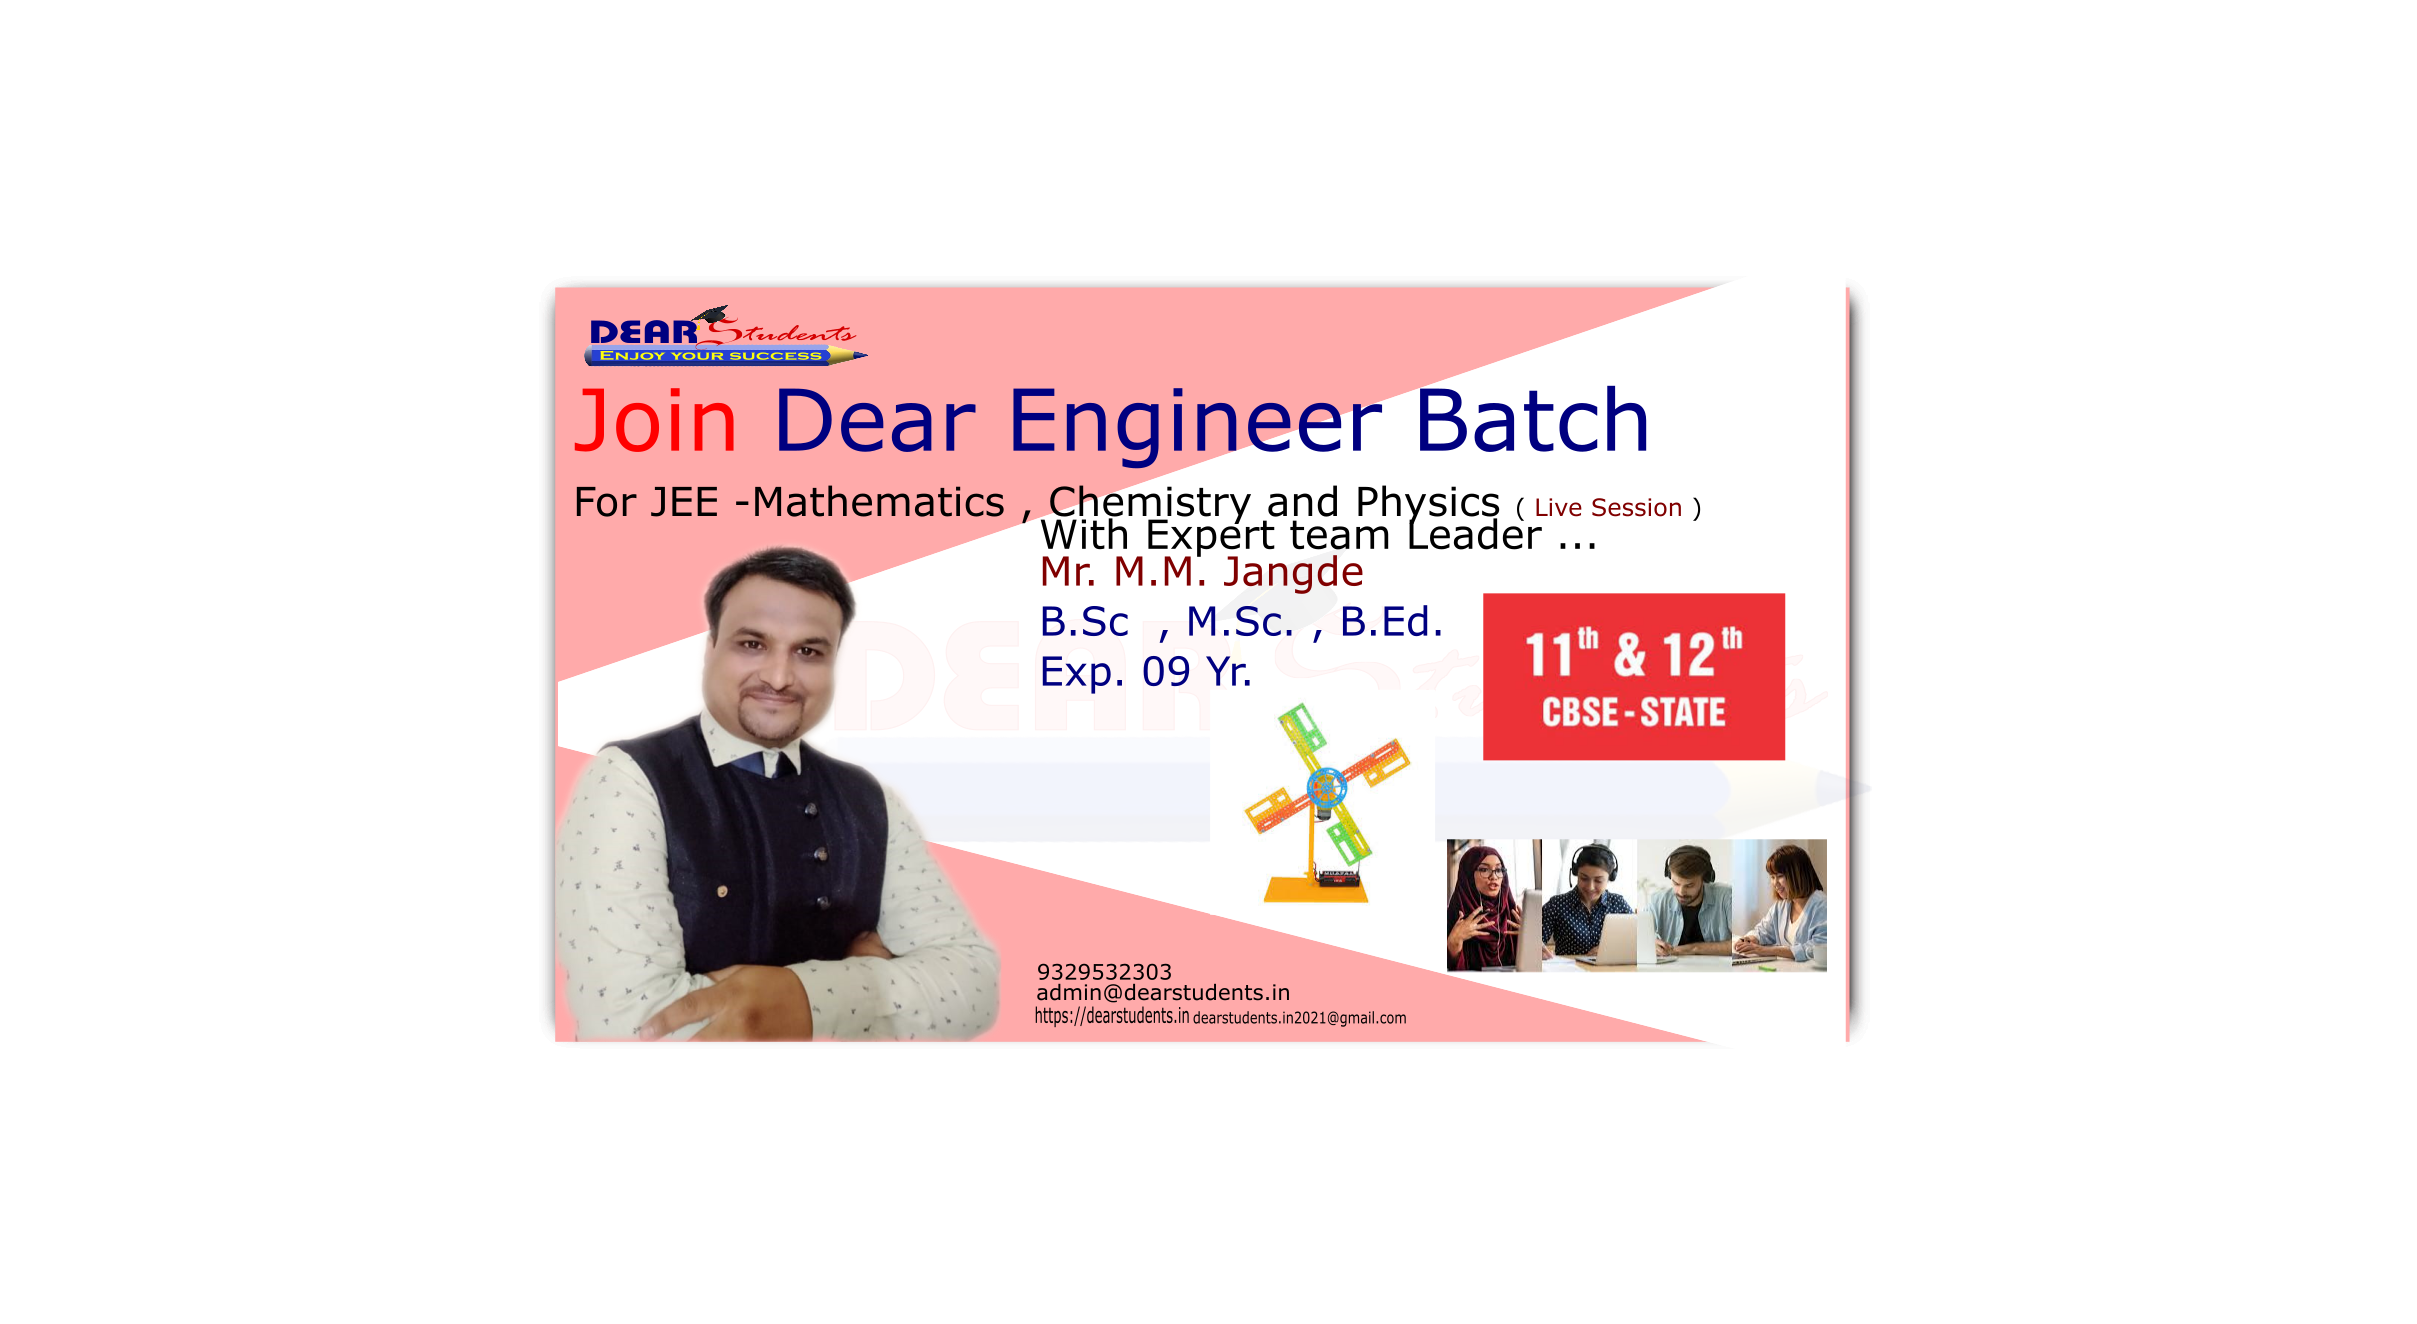 DEAR Students
ENJOY YOUR SUCCESS
Join Dear Engineer Batch
For JEE -Mathematics , Chemistry and Physics ( Live Session )
With Expert team Leader ...
Mr. M.M. Jangde
B.Sc , M.Sc. , B.Ed.
Exp. 09 Yr.
11th & 12th
CBSE - STATE
DEAR Students
9329532303
admin@dearstudents.in
https://dearstudents.in dearstudents.in2021@gmail.com